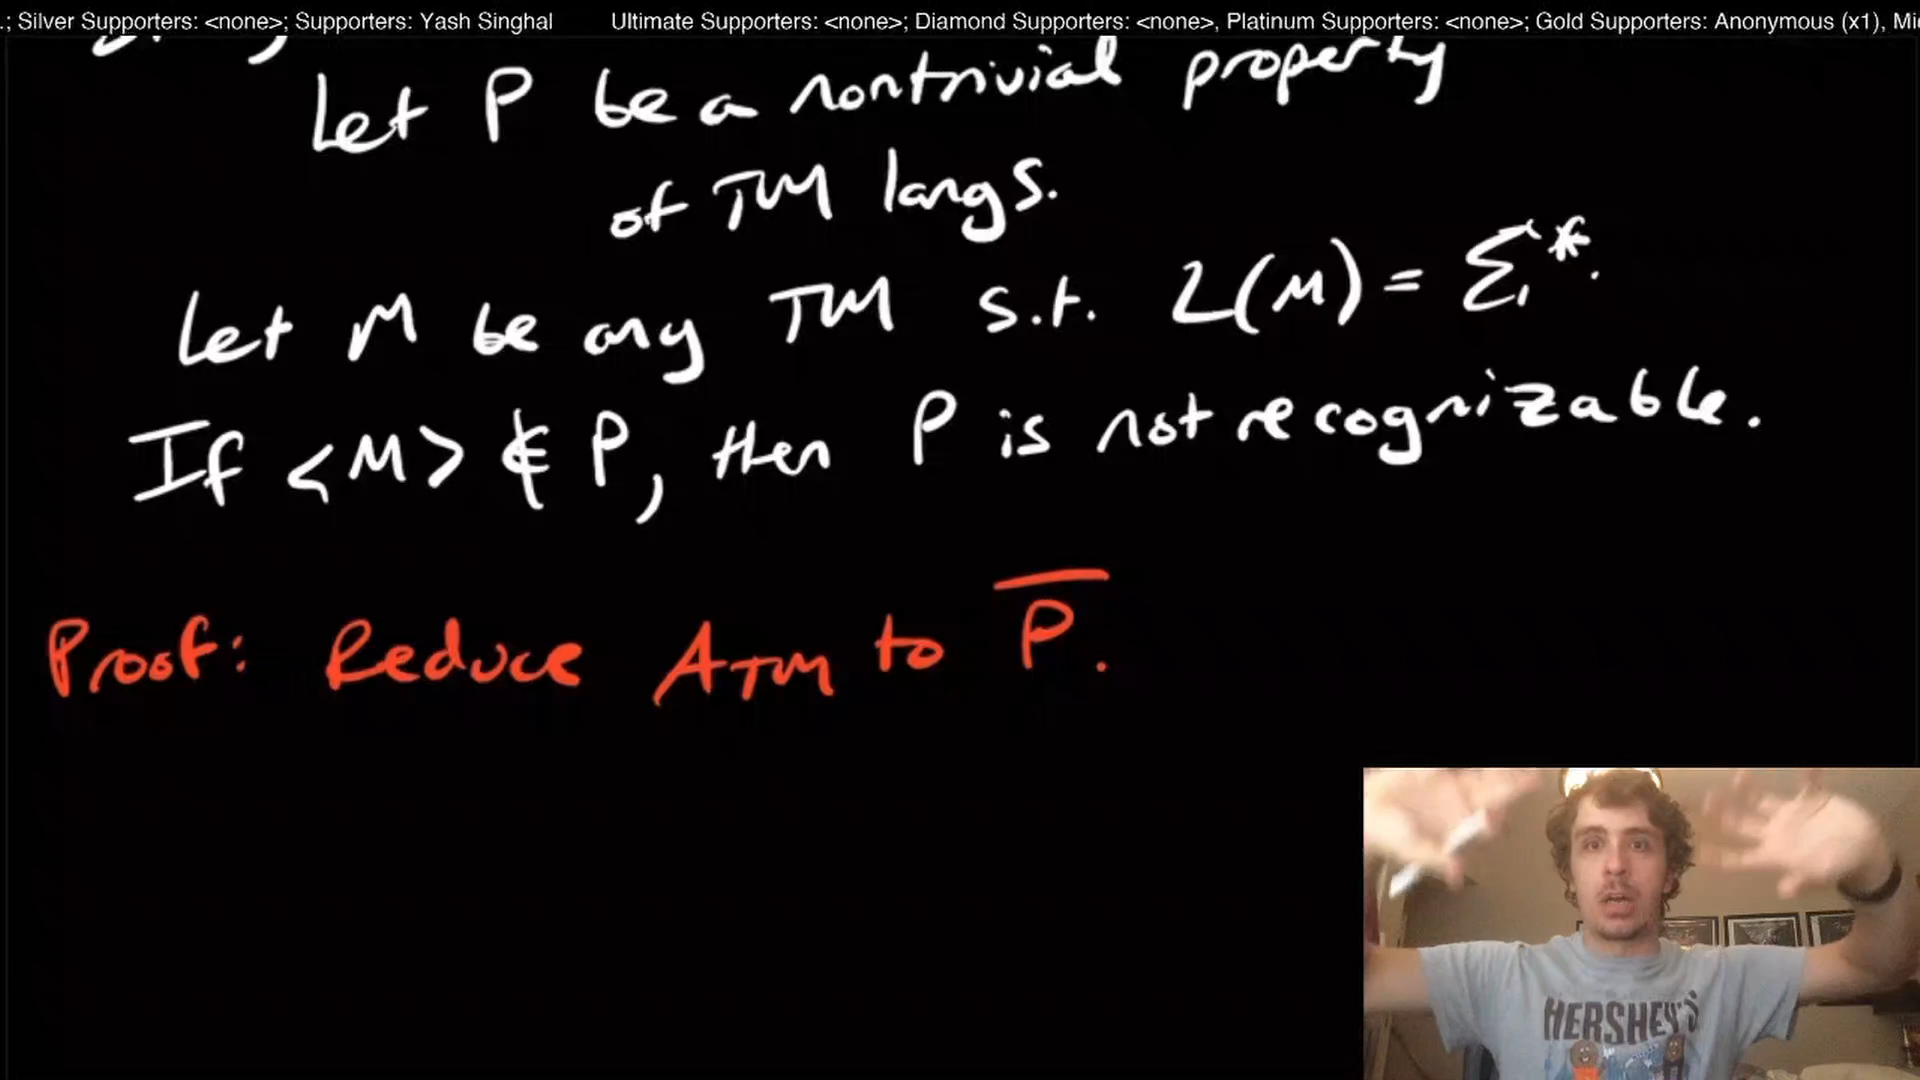 .; Silver Supporters: <none>; Supporters: Yash Singhal Ultimate Supporters: <none>; Diamond Supporters: <none>, Platinum Supporters: <none>; Gold Supporters: Anonymous (x1),
Let P be a nontrivial property
of TM langs.
Let M be any TM s.t. L(M) = Σ*.
If <M> ∉ P, then P is not recognizable.
Proof: Reduce A_TM to P̅.
HERSHEY'S